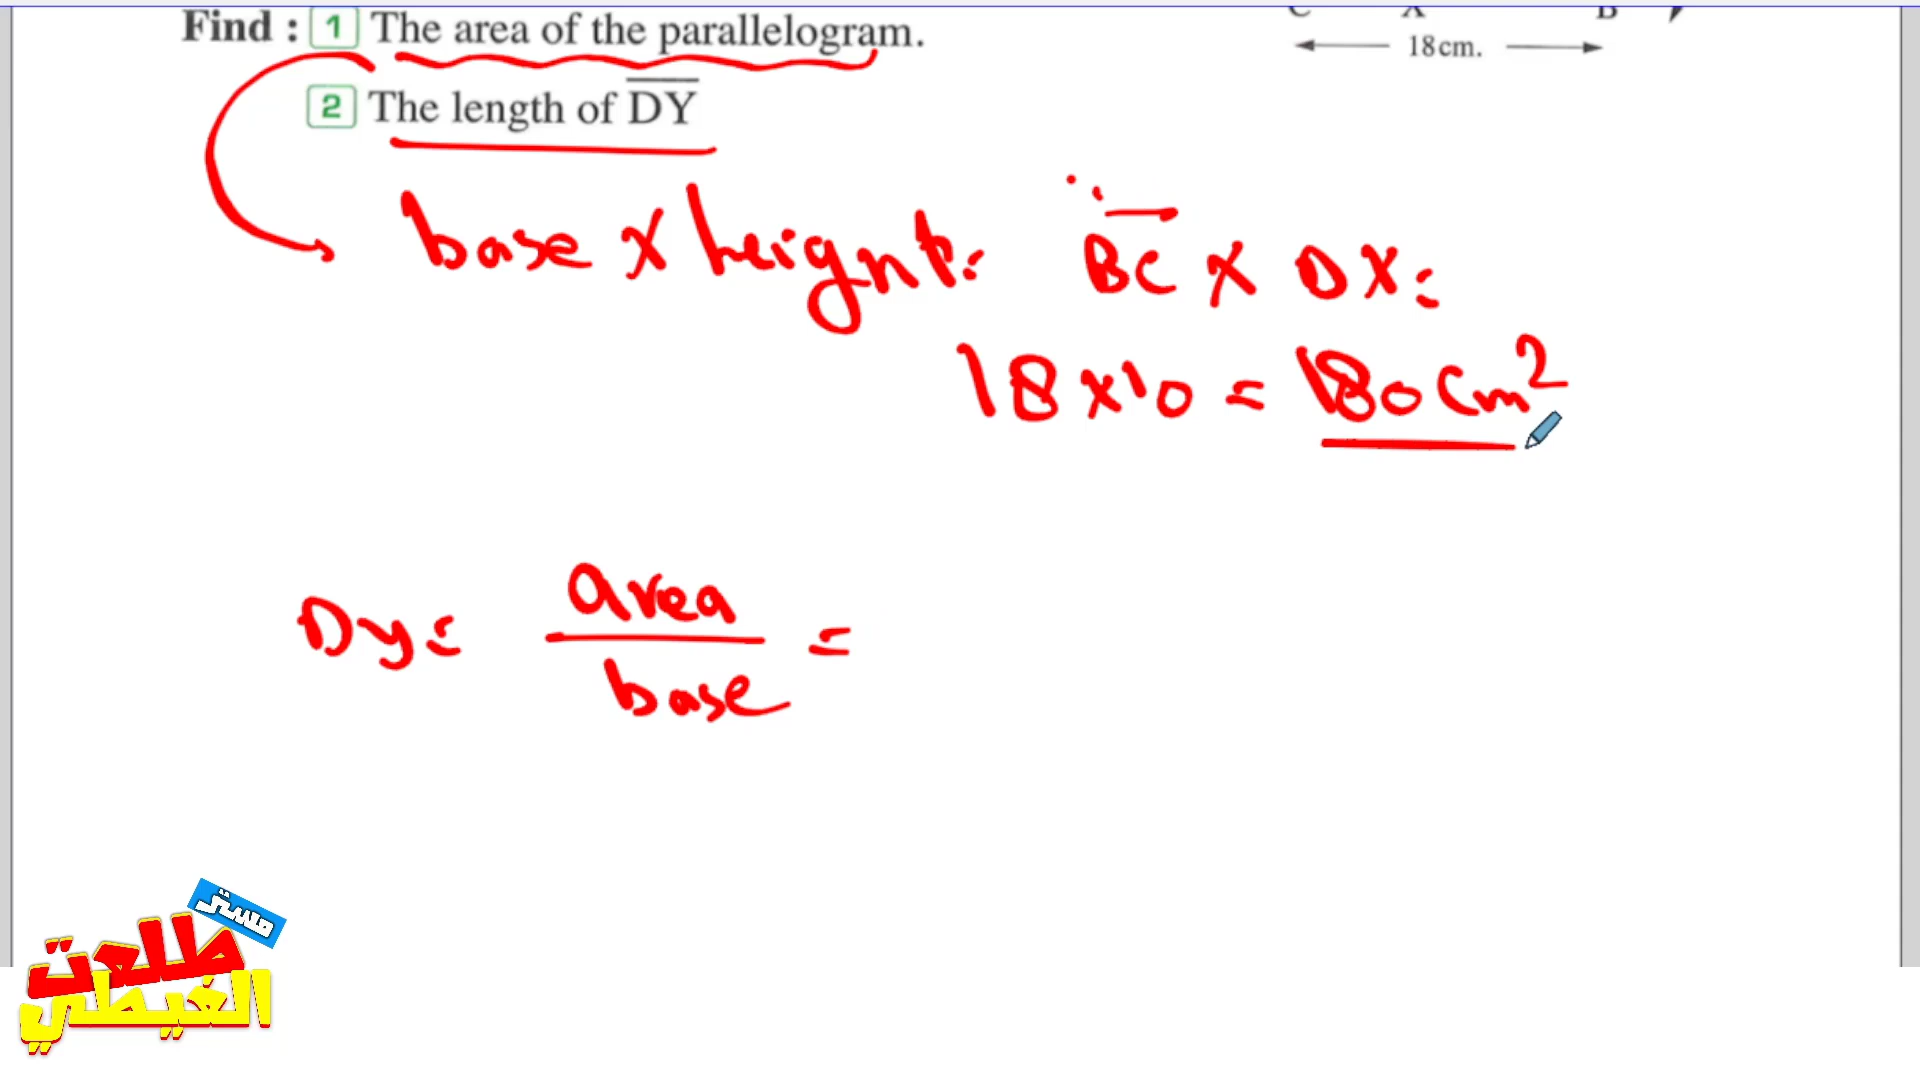 Find : 1 The area of the parallelogram.
18cm.
2 The length of DY
base x height = BC x DX =
18 x 10 = 180 cm²
Dy = area / base =
مستر
طلعت
الغيطي